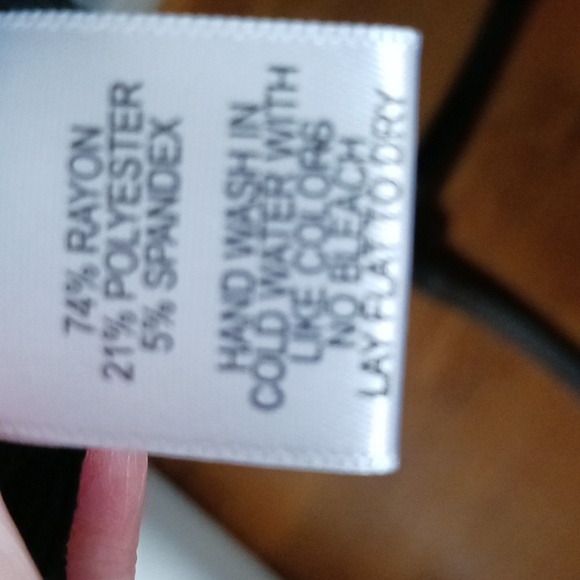 74% RAYON
21% POLYESTER
5% SPANDEX
HAND WASH IN
COLD WATER WITH
LIKE COLORS
NO BLEACH
LAY FLAT TO DRY